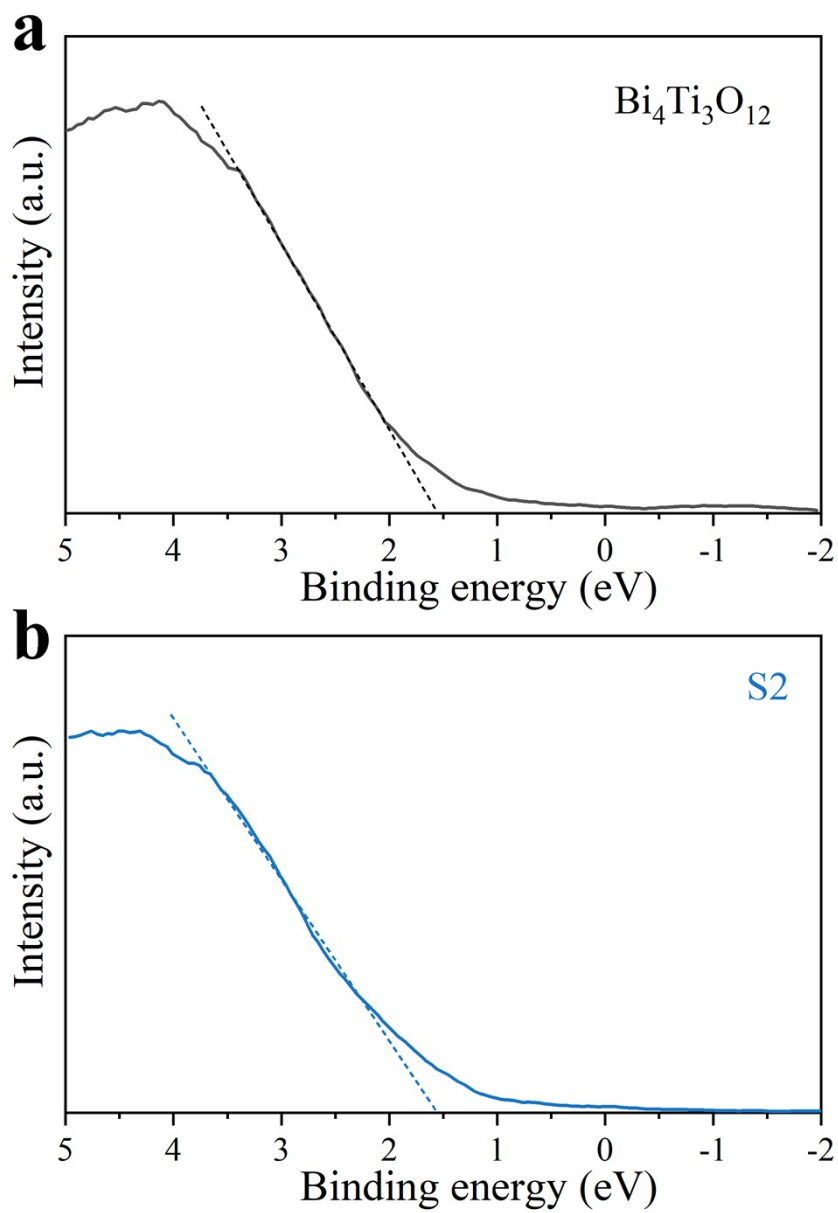 a
Bi₄Ti₃O₁₂
Intensity (a.u.)
5 4 3 2 1 0 -1 -2
Binding energy (eV)
b
S2
Intensity (a.u.)
5 4 3 2 1 0 -1 -2
Binding energy (eV)